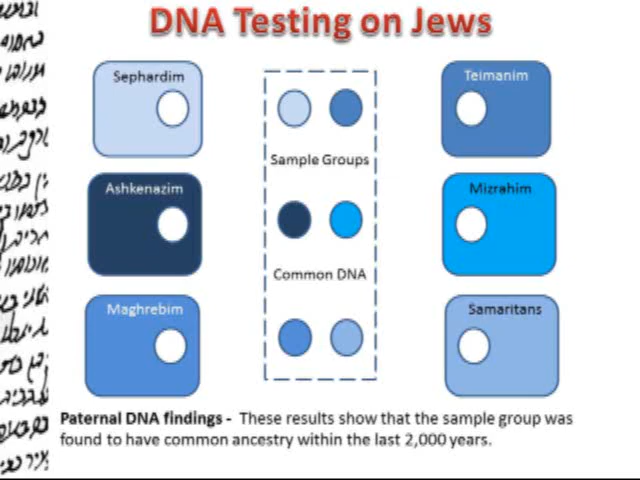 DNA Testing on Jews
Sephardim
Teimanim
Sample Groups
Ashkenazim
Mizrahim
Common DNA
Maghrebim
Samaritans
Paternal DNA findings - These results show that the sample group was
found to have common ancestry within the last 2,000 years.